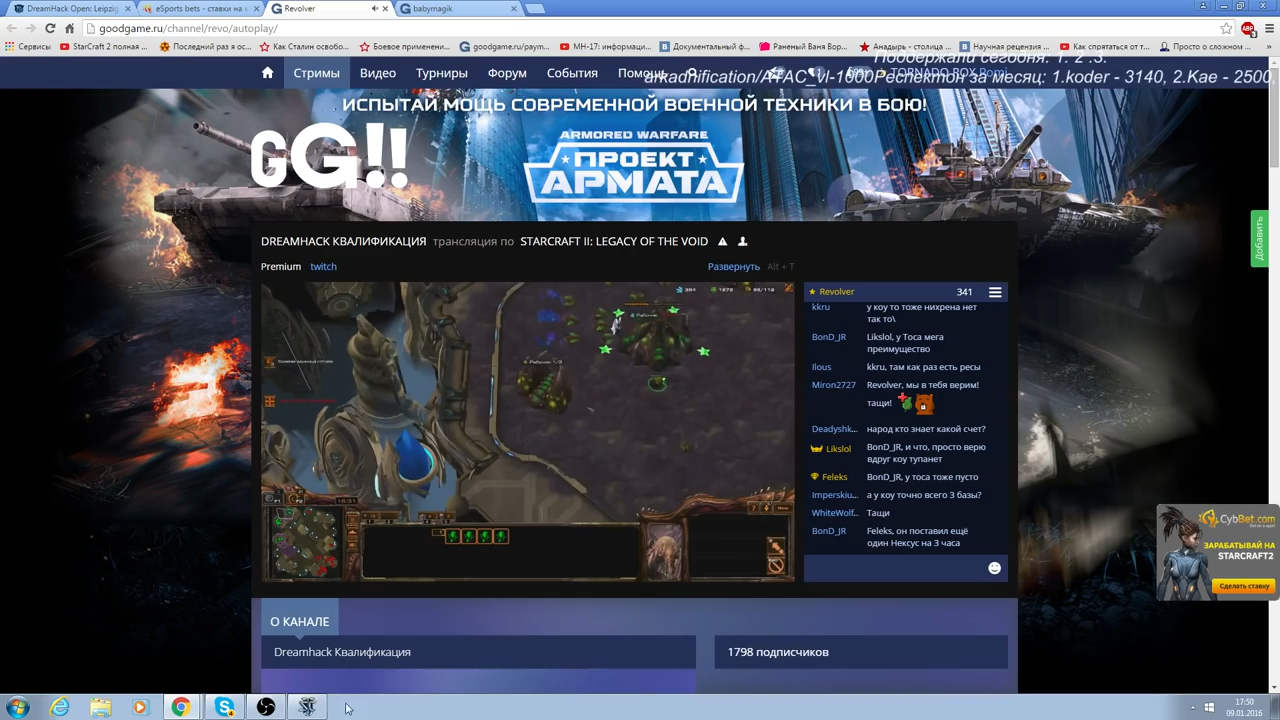 DreamHack Open: Leipzig
eSports bets - ставки на к
Revolver
babymagik
goodgame.ru/channel/revo/autoplay/
Сервисы
StarCraft 2 полная ...
Последний раз я ос...
Как Сталин освобо...
Боевое применени...
goodgame.ru/paym...
МН-17: информаци...
Документальный ф...
Раненый Ваня Вор...
Анадырь - столица ...
Научная рецензия ...
Как спрятаться от т...
Просто о сложном ...
Поддержали сегодня: 1. 2 .3.
Стримы
Видео
Турниры
Форум
События
Помощь
за месяц: 1.koder - 3140, 2.Kae - 2500,
ИСПЫТАЙ МОЩЬ СОВРЕМЕННОЙ ВОЕННОЙ ТЕХНИКИ В БОЮ!
GG!!
ARMORED WARFARE
ПРОЕКТ
АРМАТА
Добавить
DREAMHACK КВАЛИФИКАЦИЯ трансляция по STARCRAFT II: LEGACY OF THE VOID
Premium
twitch
Развернуть
Alt + T
Revolver
341
kkru
у коу то тоже нихрена нет
так то\
BonD_JR
Likslol, у Тоса мега
преимущество
Ilous
kkru, там как раз есть ресы
Miron2727
Revolver, мы в тебя верим!
тащи!
Deadyshk...
народ кто знает какой счет?
Likslol
BonD_JR, и что, просто верю
вдруг коу тупанет
Feleks
BonD_JR, у тоса тоже пусто
Imperskiu...
а у коу точно всего 3 базы?
WhiteWolf...
Тащи
BonD_JR
Feleks, он поставил ещё
один Нексус на 3 часа
CybBet.com
ЗАРАБАТЫВАЙ НА
STARCRAFT2
Сделать ставку
О КАНАЛЕ
Dreamhack Квалификация
1798 подписчиков
17:50
09.01.2016